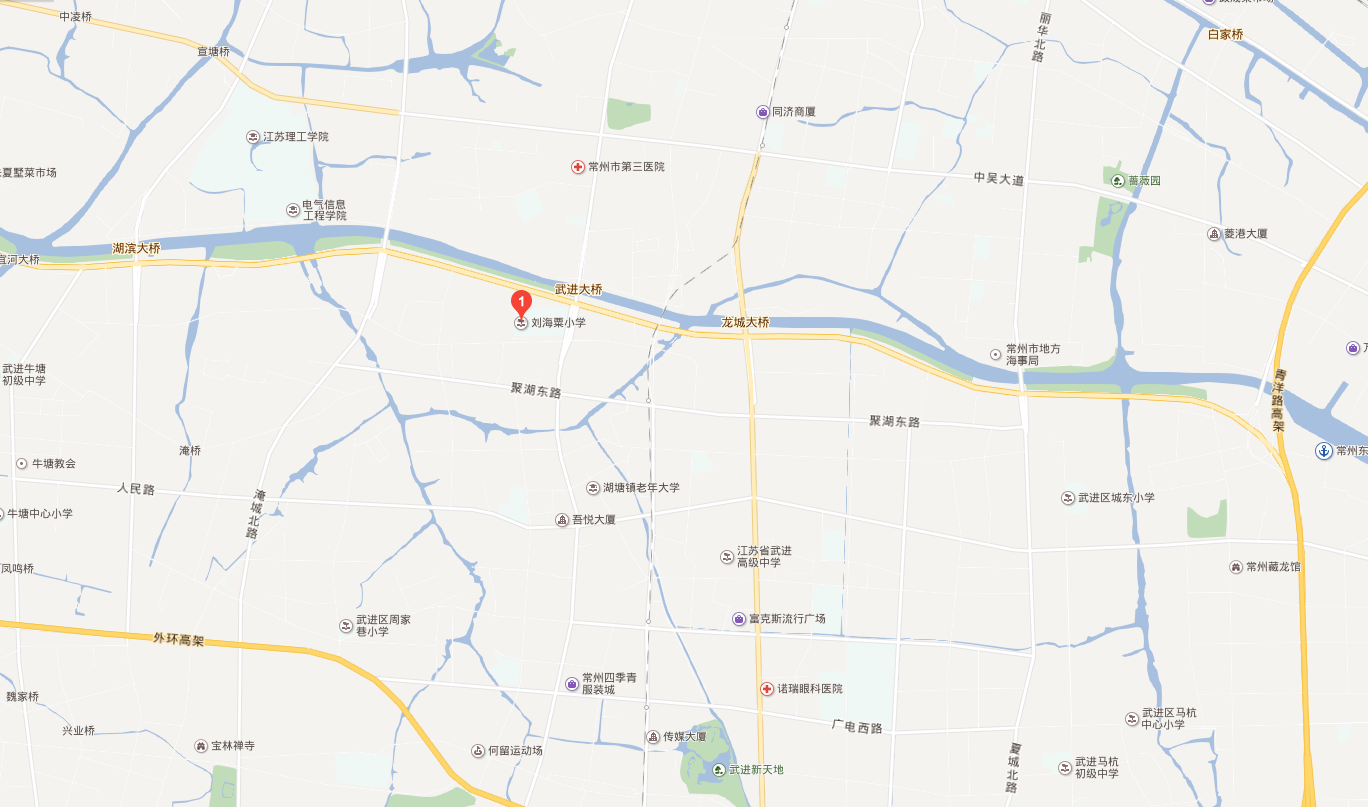 中凌桥
宣塘桥
丽华北路
白家桥
同济商厦
江苏理工学院
常州市第三医院
夏墅菜市场
中吴大道
蔷薇园
电气信息
工程学院
菱港大厦
湖滨大桥
宜河大桥
武进大桥
1
刘海粟小学
龙城大桥
常州市地方
海事局
武进牛塘
初级中学
聚湖东路
聚湖东路
青洋路高架
淹桥
常州东
牛塘教会
人民路
淹城北路
湖塘镇老年大学
武进区城东小学
牛塘中心小学
吾悦大厦
江苏省武进
高级中学
凤鸣桥
常州藏龙馆
武进区周家
巷小学
富克斯流行广场
外环高架
常州四季青
服装城
诺瑞眼科医院
魏家桥
兴业桥
广电西路
武进区马杭
中心小学
宝林禅寺
何留运动场
传媒大厦
夏城北路
武进新天地
武进马杭
初级中学